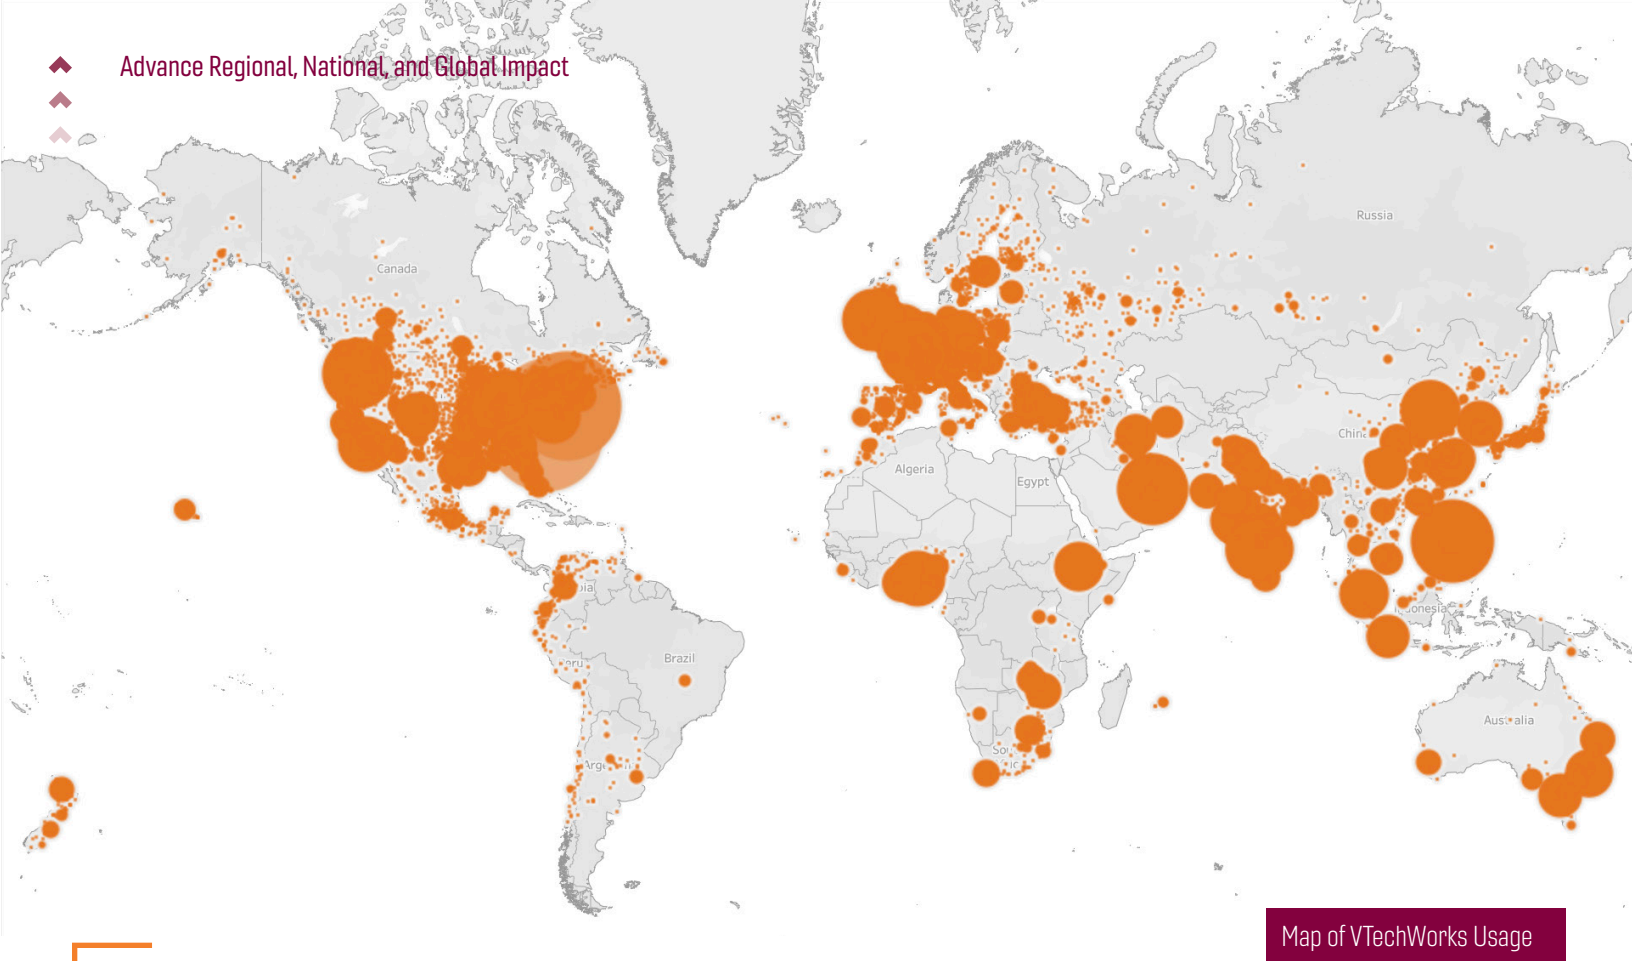 Advance Regional, National, and Global Impact
Russia
Canada
China
Algeria
Egypt
Brazil
Australia
Map of VTechWorks Usage